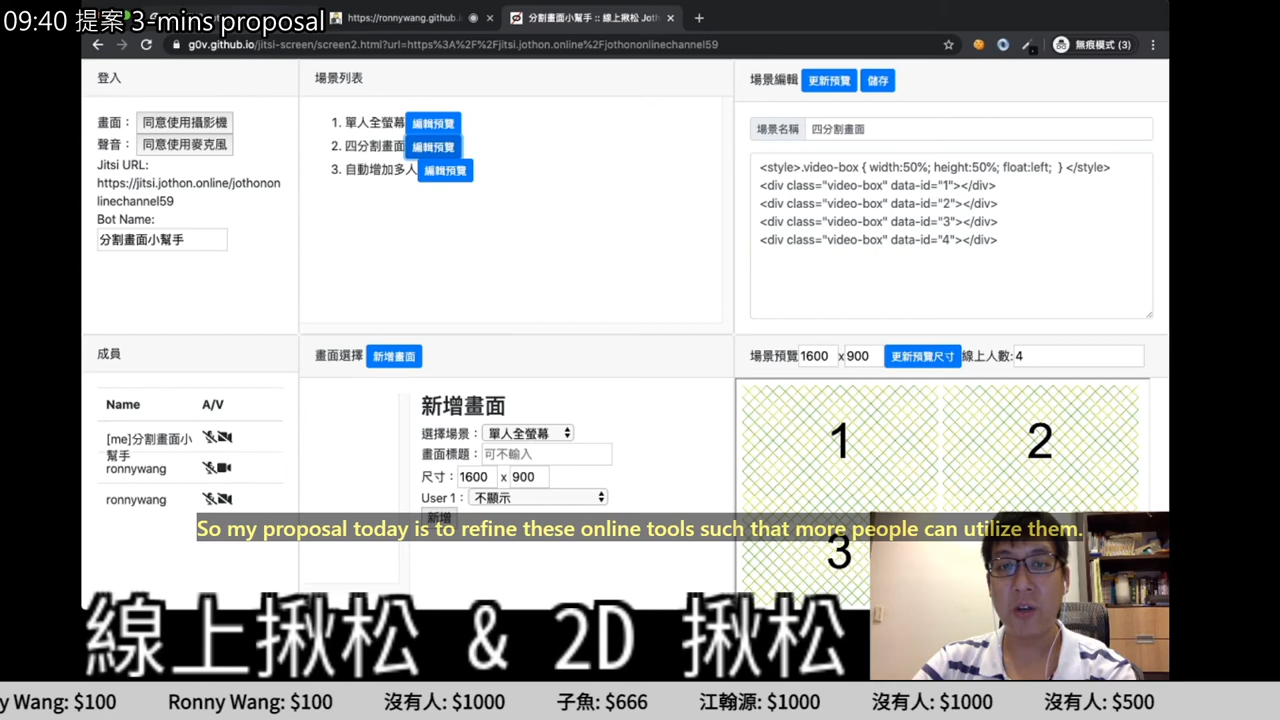 09:40 提案 3-mins proposal
https://ronnywang.github.i
分割畫面小幫手 :: 線上揪松 Joth
g0v.github.io/jitsi-screen/screen2.html?url=https%3A%2F%2Fjitsi.jothon.online%2Fjothononlinechannel59
無痕模式 (3)
登入
畫面： 同意使用攝影機
聲音： 同意使用麥克風
Jitsi URL:
https://jitsi.jothon.online/jothonon
linechannel59
Bot Name:
分割畫面小幫手
場景列表
1. 單人全螢幕 編輯預覽
2. 四分割畫面 編輯預覽
3. 自動增加多人 編輯預覽
場景編輯 更新預覽 儲存
場景名稱 四分割畫面
<style>.video-box { width:50%; height:50%; float:left; } </style>
<div class="video-box" data-id="1"></div>
<div class="video-box" data-id="2"></div>
<div class="video-box" data-id="3"></div>
<div class="video-box" data-id="4"></div>
成員
Name A/V
[me]分割畫面小
幫手
ronnywang
ronnywang
畫面選擇 新增畫面
新增畫面
選擇場景： 單人全螢幕
畫面標題： 可不輸入
尺寸： 1600 x 900
User 1： 不顯示
新增
場景預覽 1600 x 900 更新預覽尺寸 線上人數: 4
1 2
3
So my proposal today is to refine these online tools such that more people can utilize them.
線上揪松 & 2D 揪松
y Wang: $100 Ronny Wang: $100 沒有人: $1000 子魚: $666 江翰源: $1000 沒有人: $1000 沒有人: $500